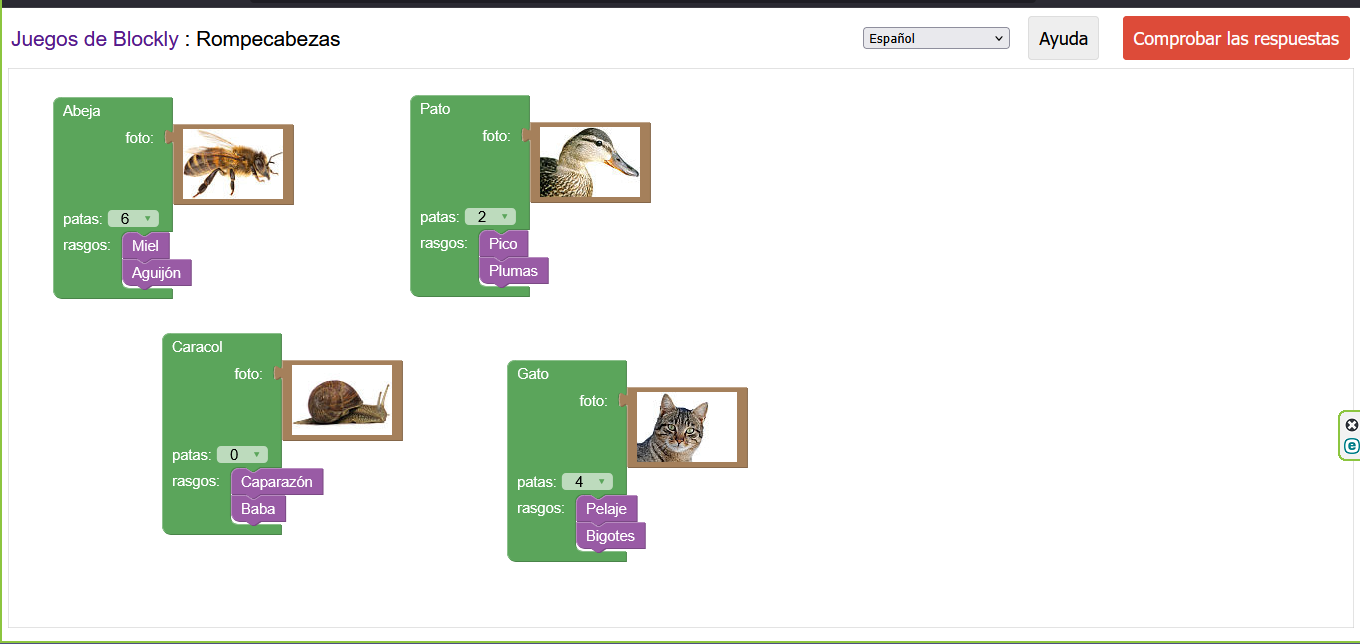 Juegos de Blockly : Rompecabezas
Español
Ayuda
Comprobar las respuestas
Abeja
foto:
patas: 6
rasgos: Miel
Aguijón
Pato
foto:
patas: 2
rasgos: Pico
Plumas
Caracol
foto:
patas: 0
rasgos: Caparazón
Baba
Gato
foto:
patas: 4
rasgos: Pelaje
Bigotes